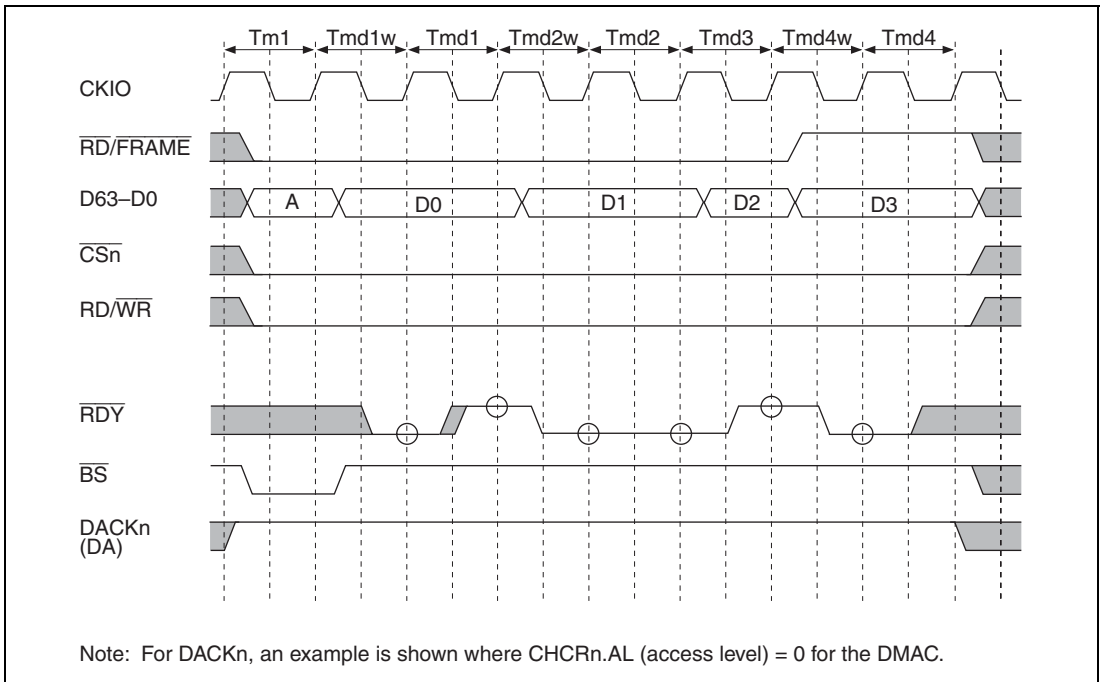 Tm1 Tmd1w Tmd1 Tmd2w Tmd2 Tmd3 Tmd4w Tmd4
CKIO
RD/FRAME
D63–D0 A D0 D1 D2 D3
CSn
RD/WR
RDY
BS
DACKn
(DA)
Note: For DACKn, an example is shown where CHCRn.AL (access level) = 0 for the DMAC.